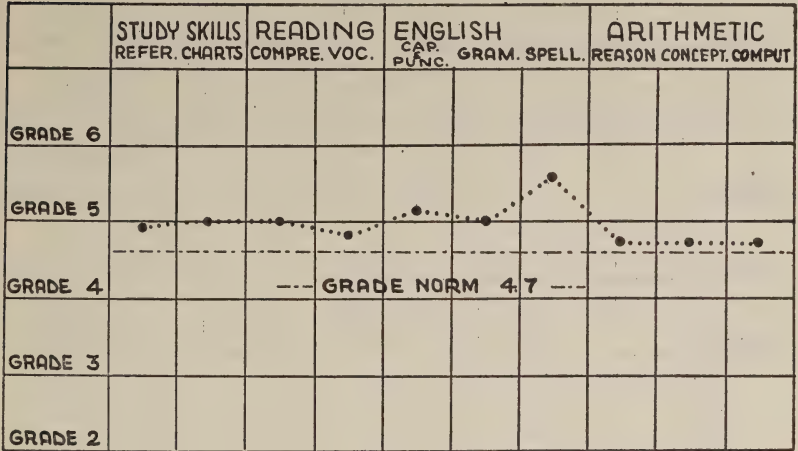 STUDY SKILLS READING ENGLISH ARITHMETIC
REFER. CHARTS COMPRE. VOC. CAP. & PUNC. GRAM. SPELL. REASON CONCEPT. COMPUT
GRADE 6
GRADE 5
GRADE 4 GRADE NORM 4.7
GRADE 3
GRADE 2